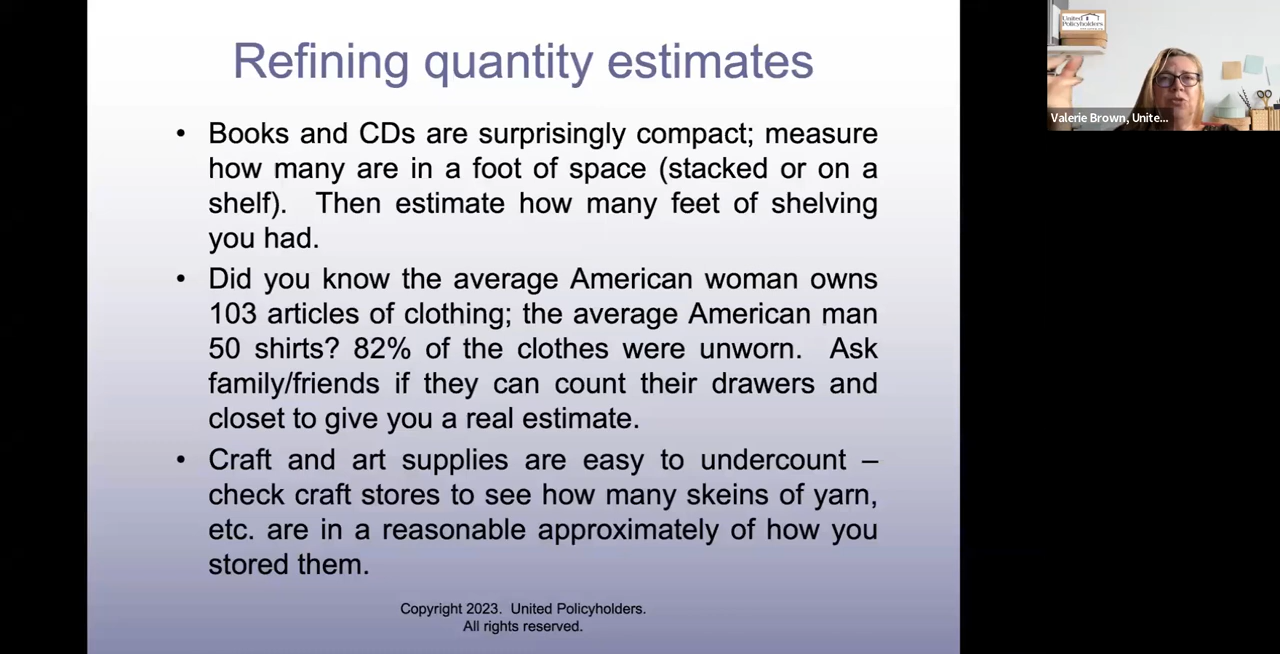 Refining quantity estimates
• Books and CDs are surprisingly compact; measure
how many are in a foot of space (stacked or on a
shelf). Then estimate how many feet of shelving
you had.
• Did you know the average American woman owns
103 articles of clothing; the average American man
50 shirts? 82% of the clothes were unworn. Ask
family/friends if they can count their drawers and
closet to give you a real estimate.
• Craft and art supplies are easy to undercount –
check craft stores to see how many skeins of yarn,
etc. are in a reasonable approximately of how you
stored them.
Copyright 2023. United Policyholders.
All rights reserved.
United
Policyholders
Valerie Brown, Unite...